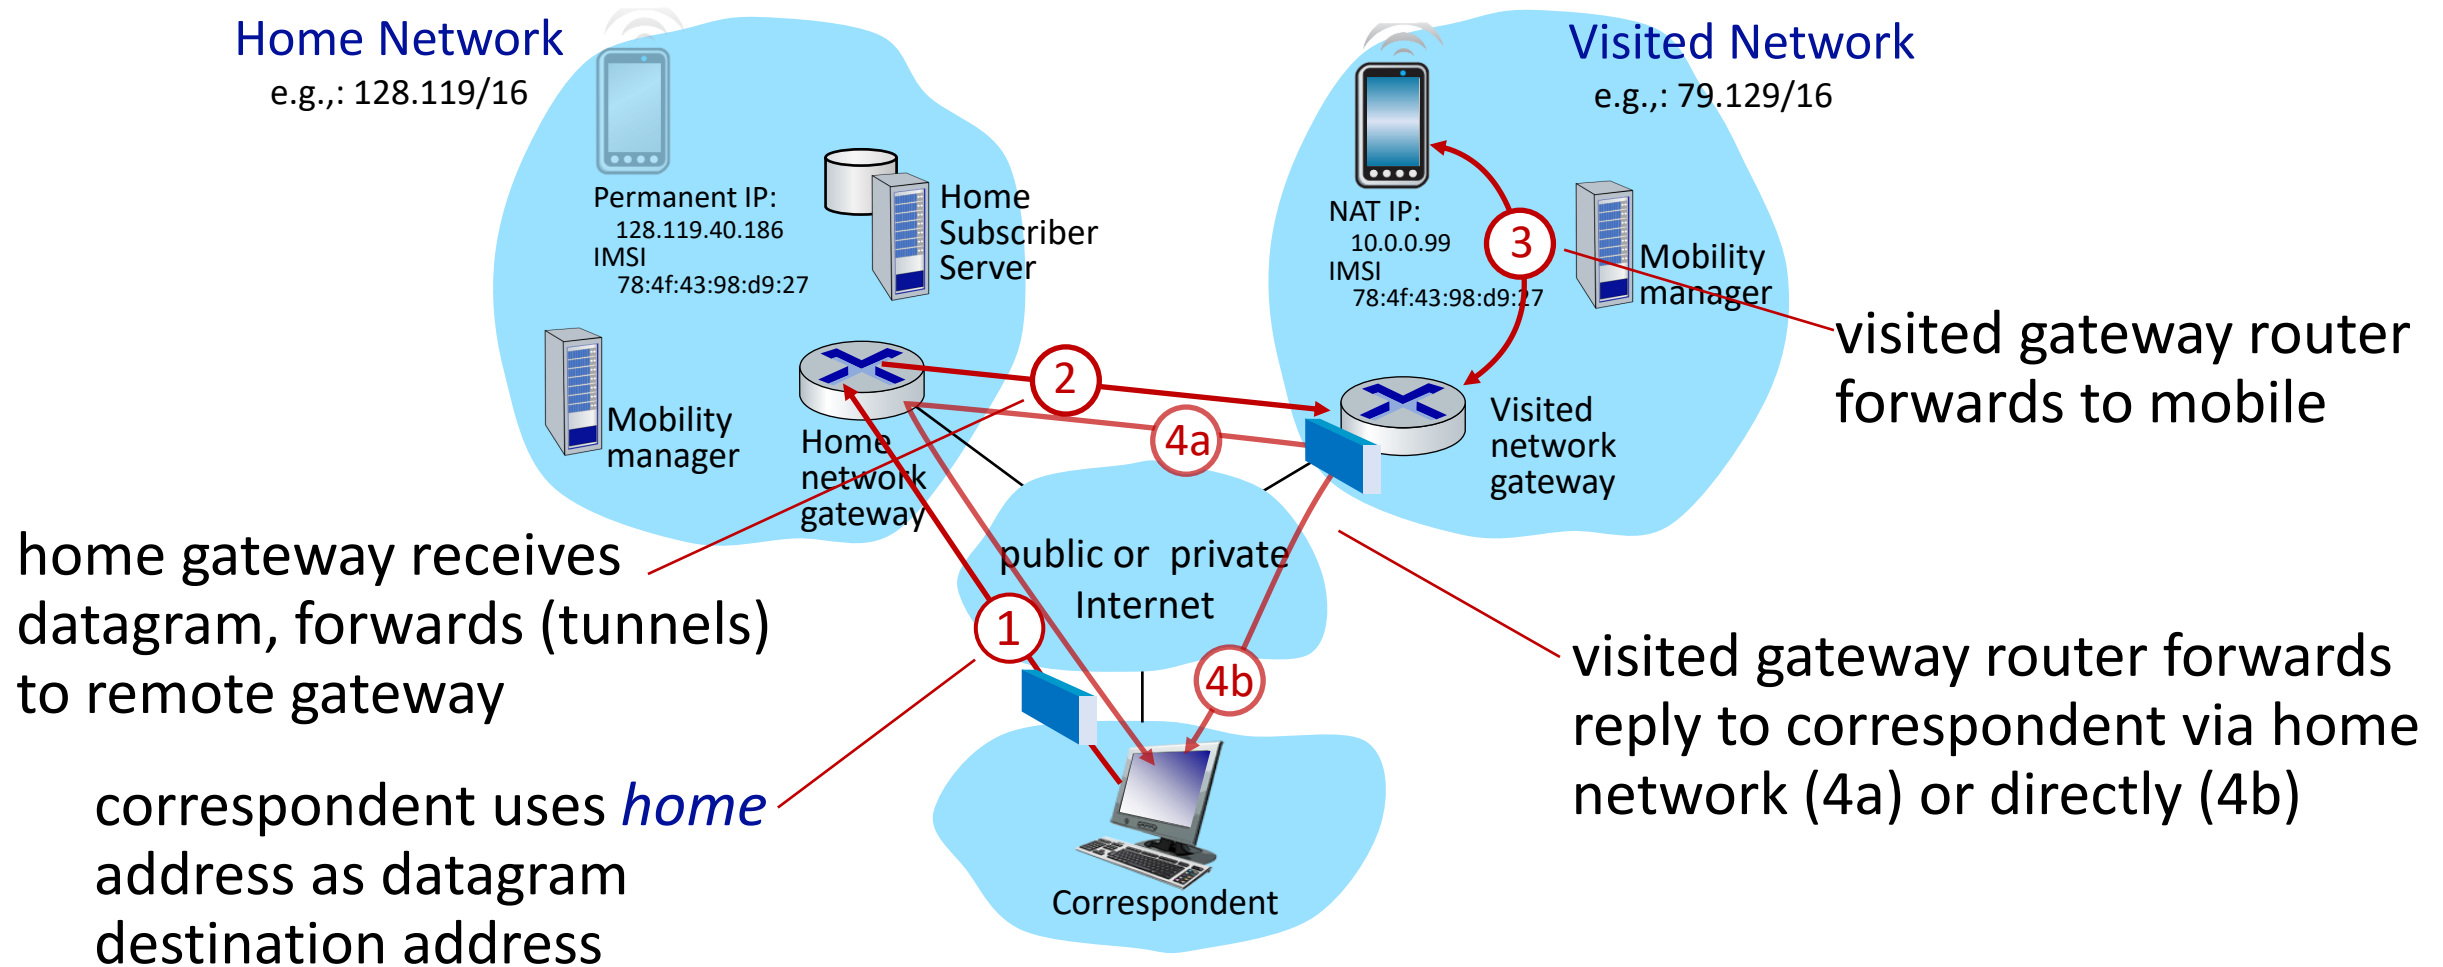 Home Network
e.g.,: 128.119/16
Visited Network
e.g.,: 79.129/16
Permanent IP:
128.119.40.186
IMSI
78:4f:43:98:d9:27
Home
Subscriber
Server
NAT IP:
10.0.0.99
IMSI
78:4f:43:98:d9:27
3
Mobility
manager
visited gateway router
forwards to mobile
Mobility
manager
Home
network
gateway
2
4a
Visited
network
gateway
home gateway receives
datagram, forwards (tunnels)
to remote gateway
public or private
Internet
1
4b
visited gateway router forwards
reply to correspondent via home
network (4a) or directly (4b)
correspondent uses home
address as datagram
destination address
Correspondent